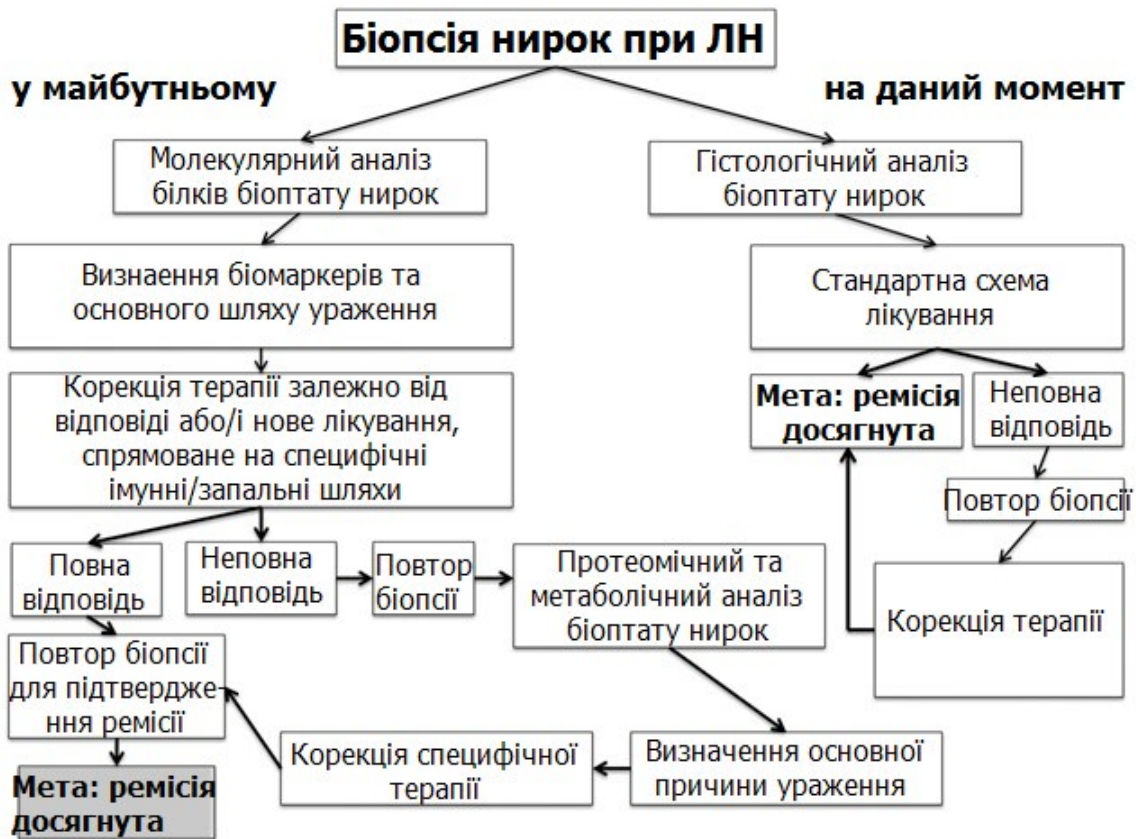 Біопсія нирок при ЛН
у майбутньому
на даний момент
Молекулярний аналіз
білків біоптату нирок
Гістологічний аналіз
біоптату нирок
Визнаення біомаркерів та
основного шляху ураження
Стандартна схема
лікування
Корекція терапії залежно від
відповіді або/і нове лікування,
спрямоване на специфічні
імунні/запальні шляхи
Мета: ремісія
досягнута
Неповна
відповідь
Повтор біопсії
Корекція терапії
Повна
відповідь
Неповна
відповідь
Повтор
біопсії
Протеомічний та
метаболічний аналіз
біоптату нирок
Повтор біопсії
для підтвердже-
ення ремісії
Корекція специфічної
терапії
Визначення основної
причини ураження
Мета: ремісія
досягнута